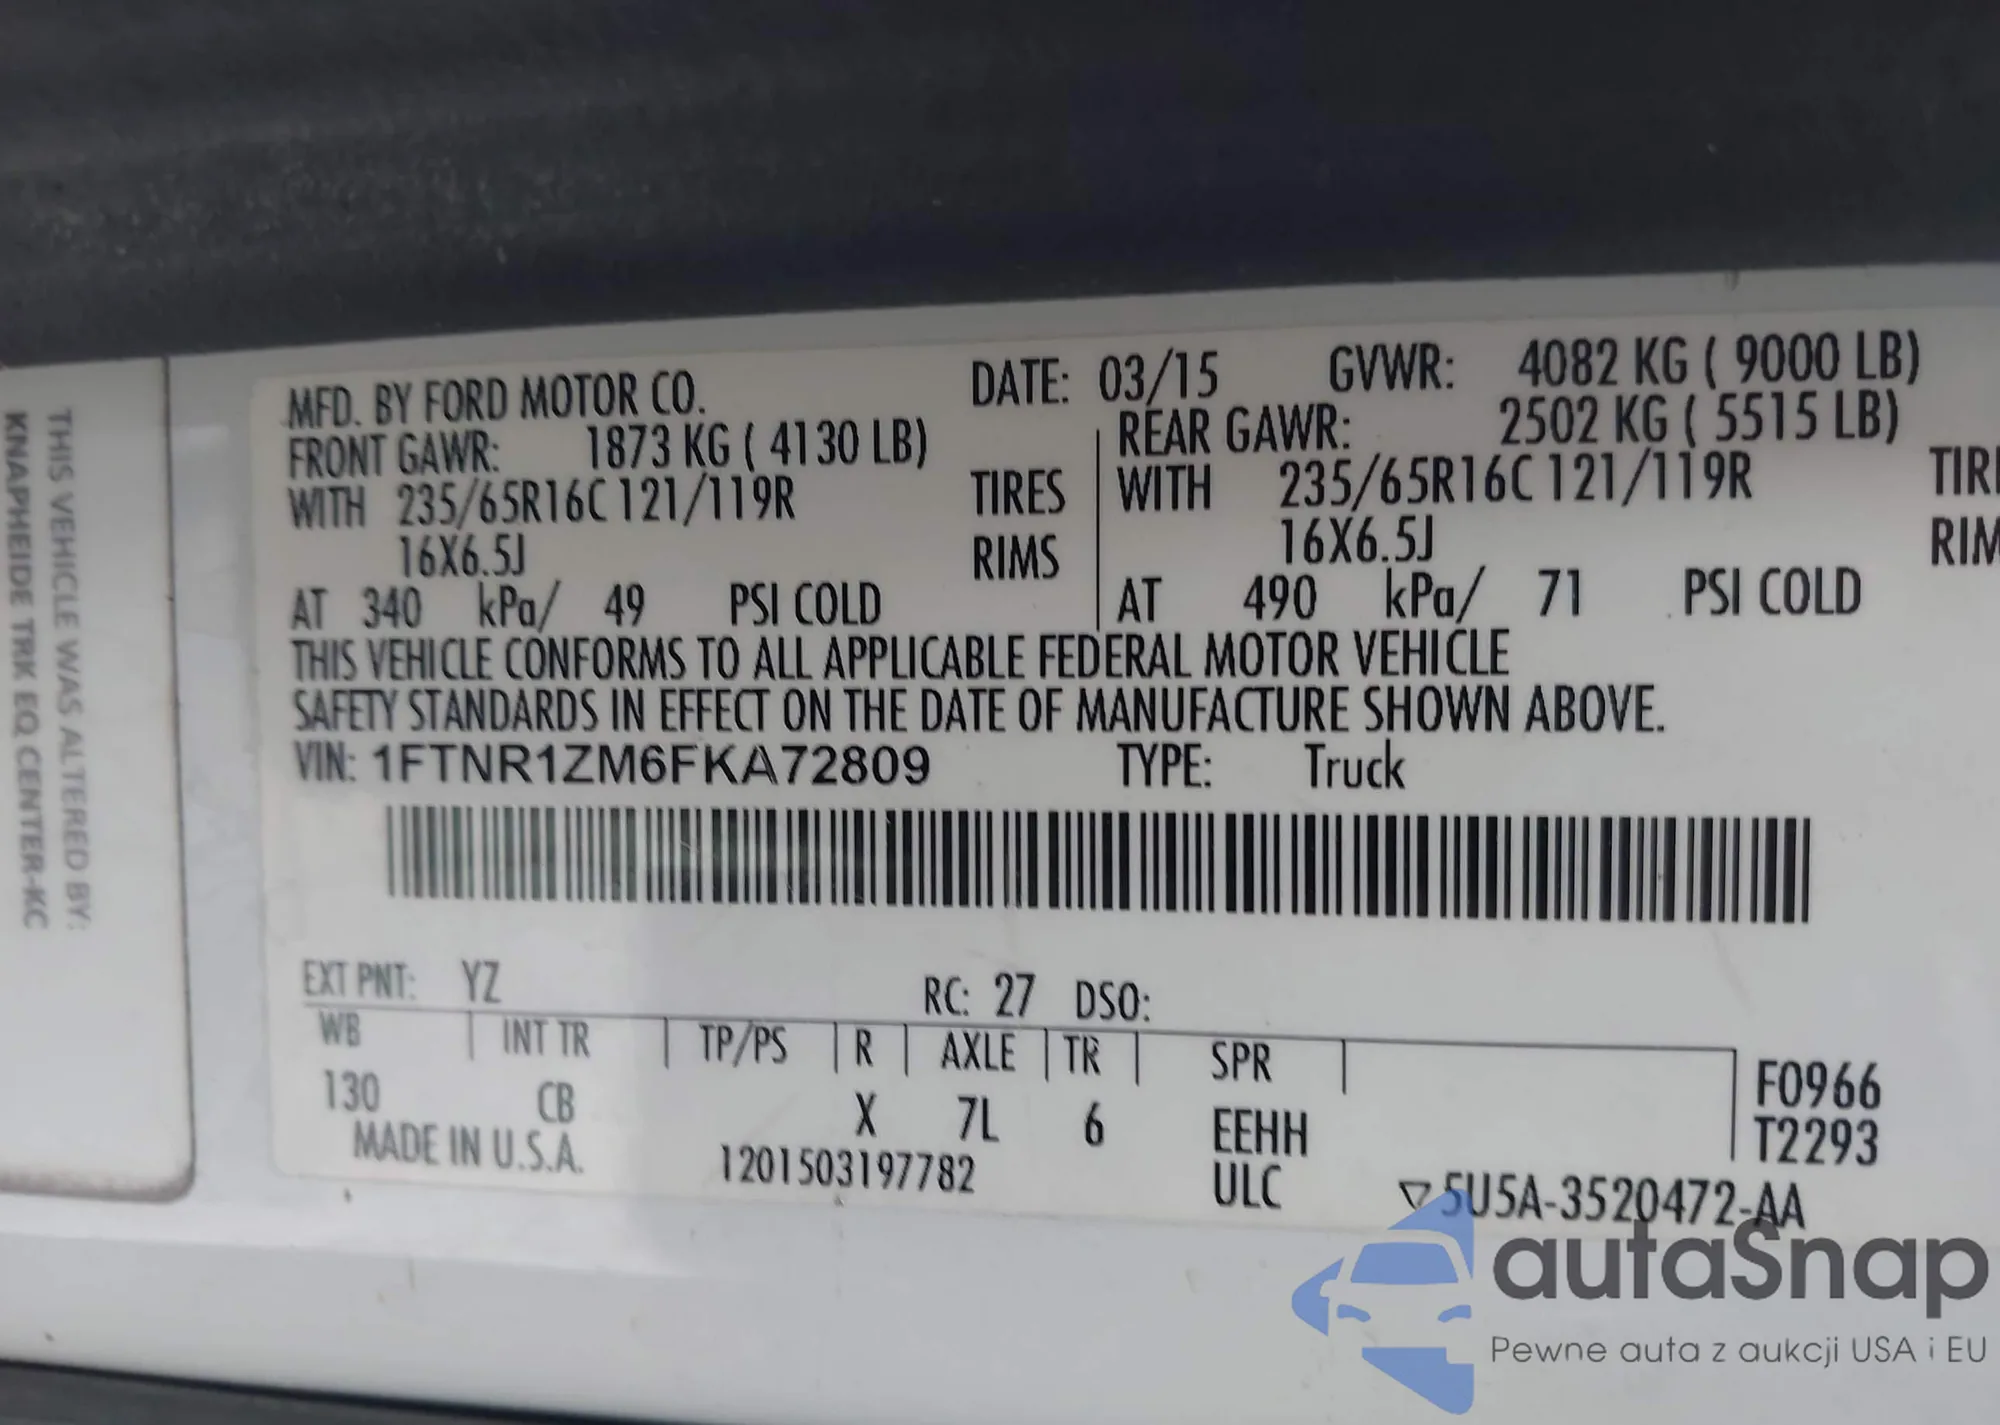 THIS VEHICLE WAS ALTERED BY:
KNAPHEIDE TRK EQ CENTER-KC
MFD. BY FORD MOTOR CO. DATE: 03/15 GVWR: 4082 KG ( 9000 LB)
FRONT GAWR: 1873 KG ( 4130 LB) REAR GAWR: 2502 KG ( 5515 LB)
WITH 235/65R16C 121/119R TIRES WITH 235/65R16C 121/119R TIRE
16X6.5J RIMS 16X6.5J RIM
AT 340 kPa/ 49 PSI COLD AT 490 kPa/ 71 PSI COLD
THIS VEHICLE CONFORMS TO ALL APPLICABLE FEDERAL MOTOR VEHICLE
SAFETY STANDARDS IN EFFECT ON THE DATE OF MANUFACTURE SHOWN ABOVE.
VIN: 1FTNR1ZM6FKA72809 TYPE: Truck
EXT PNT: YZ RC: 27 DSO:
WB INT TR TP/PS R AXLE TR SPR
130 CB X 7L 6 EEHH F0966
MADE IN U.S.A. 1201503197782 ULC T2293
▽ 5U5A-3520472-AA
autaSnap
Pewne auta z aukcji USA i EU